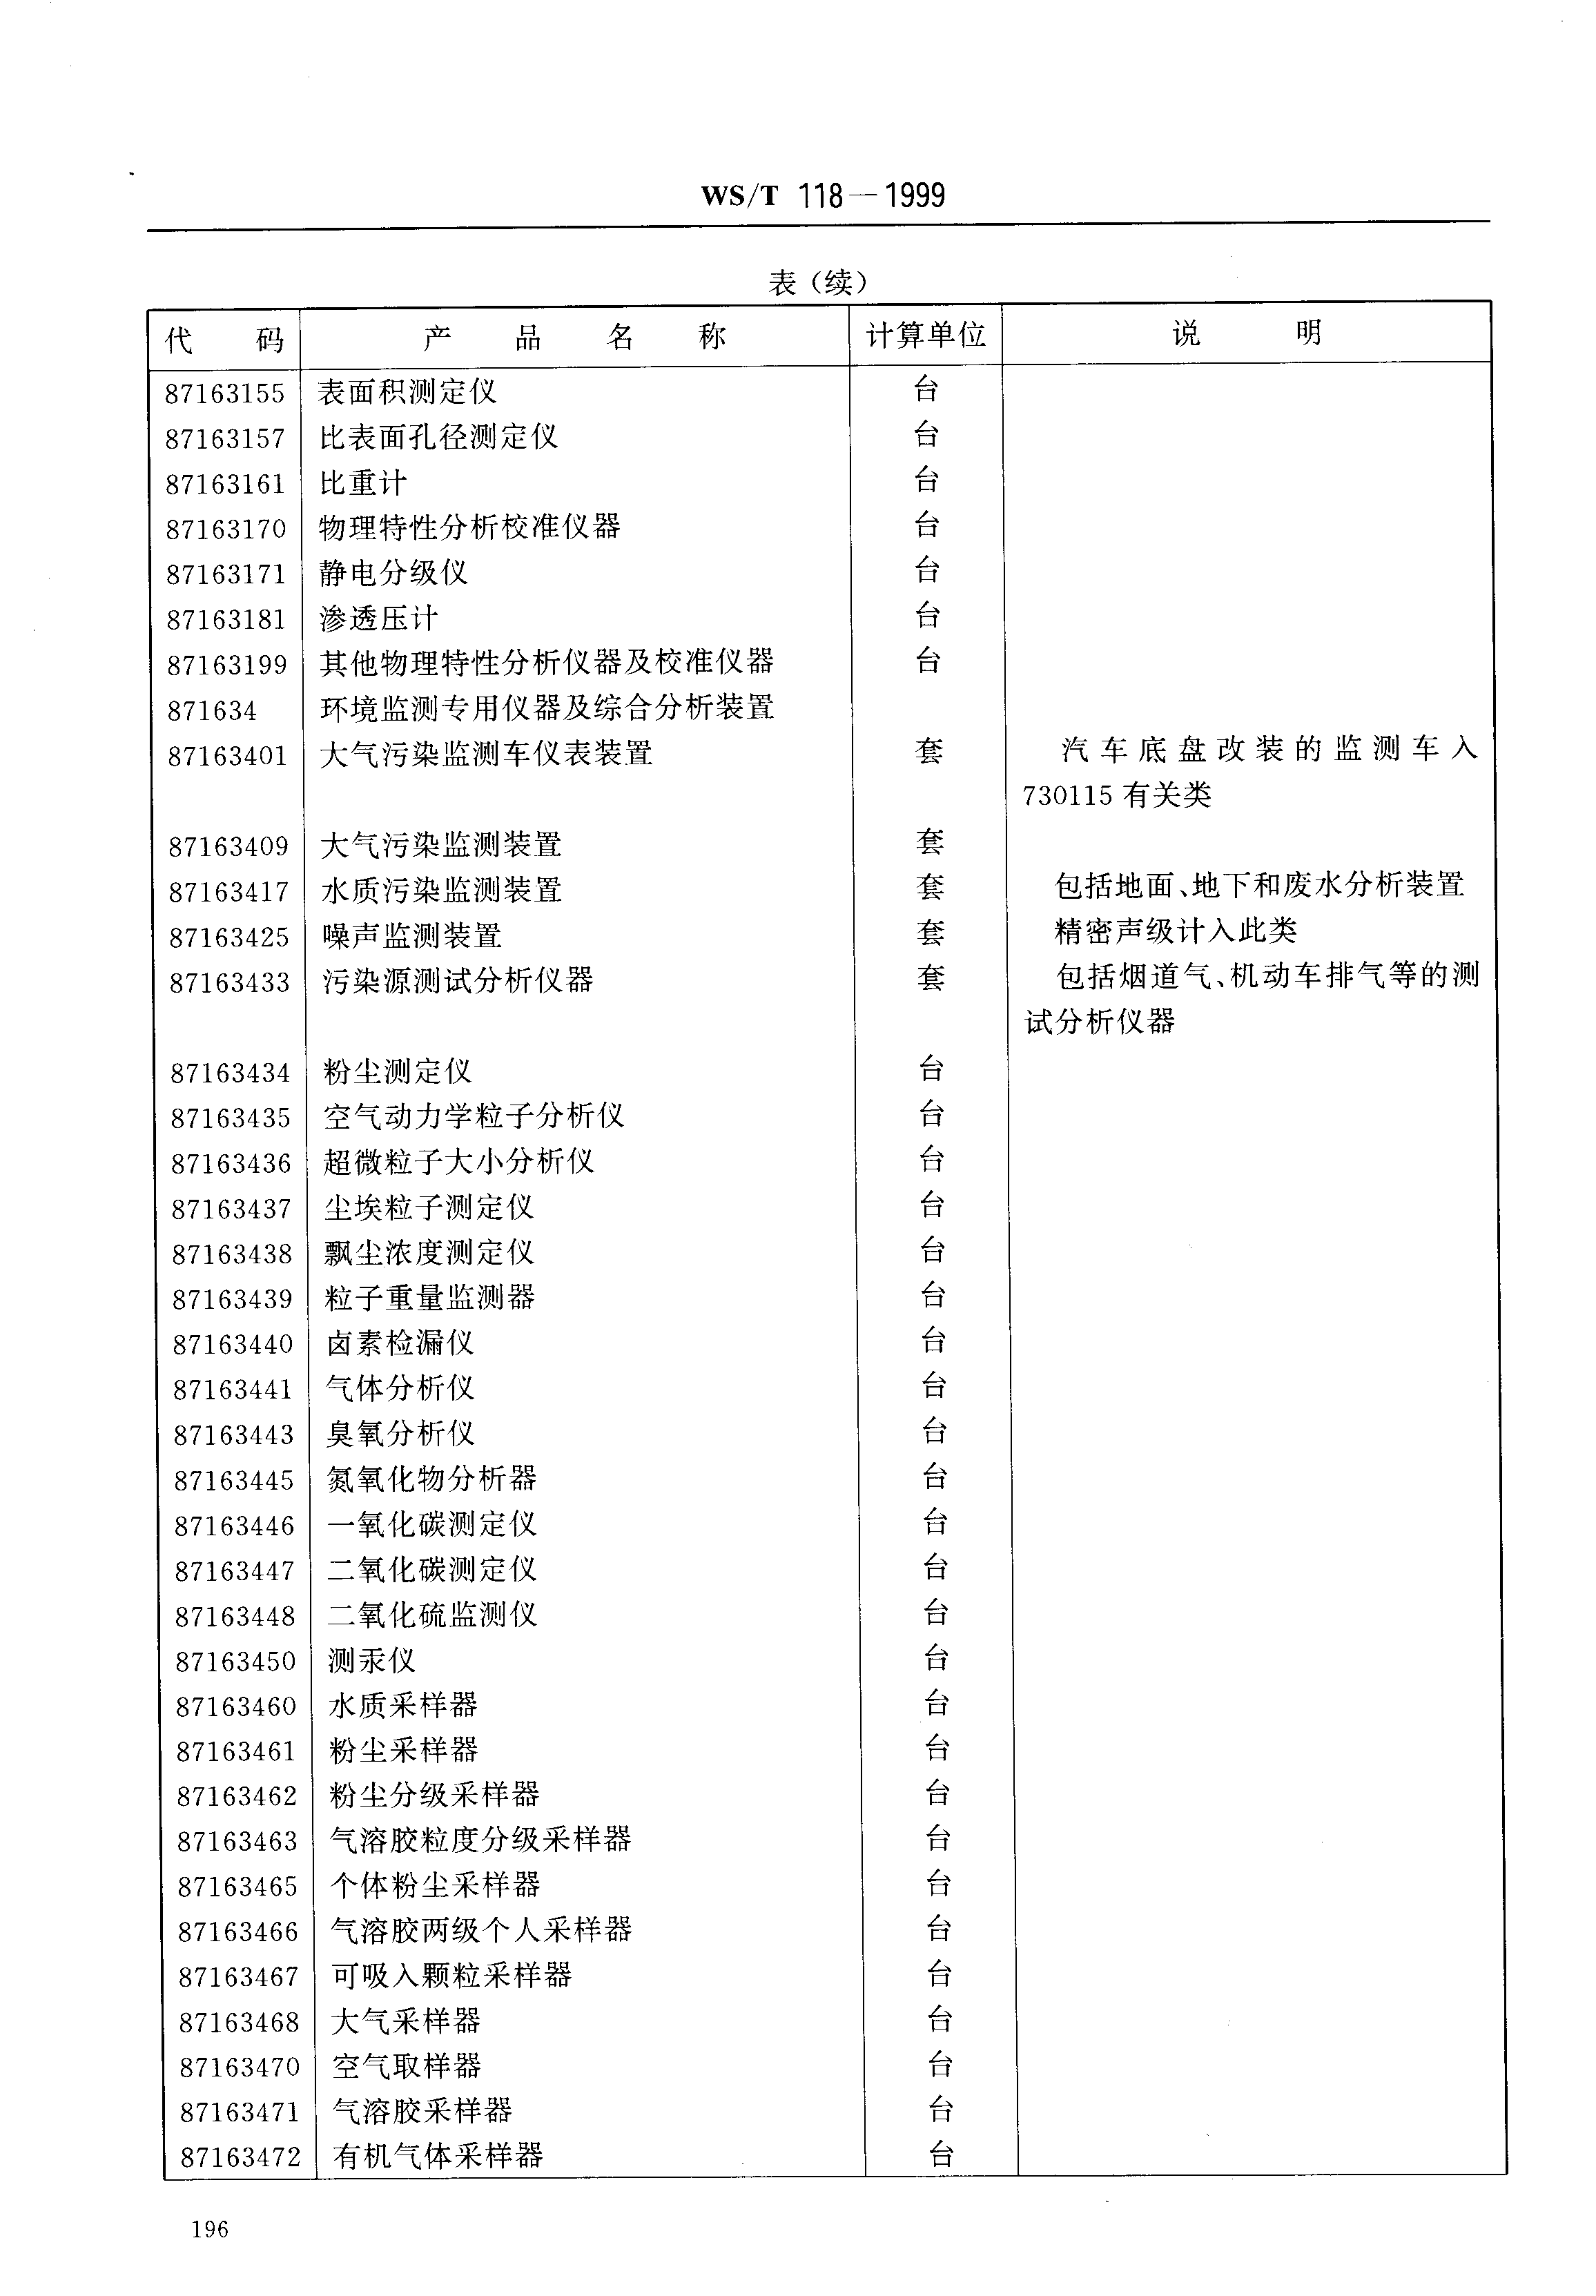 WS/T 118—1999
表（续）
代 码 产 品 名 称 计算单位 说 明
87163155 表面积测定仪 台
87163157 比表面孔径测定仪 台
87163161 比重计 台
87163170 物理特性分析校准仪器 台
87163171 静电分级仪 台
87163181 渗透压计 台
87163199 其他物理特性分析仪器及校准仪器 台
871634 环境监测专用仪器及综合分析装置
87163401 大气污染监测车仪表装置 套 汽车底盘改装的监测车入
730115有关类
87163409 大气污染监测装置 套
87163417 水质污染监测装置 套 包括地面、地下和废水分析装置
87163425 噪声监测装置 套 精密声级计入此类
87163433 污染源测试分析仪器 套 包括烟道气、机动车排气等的测
试分析仪器
87163434 粉尘测定仪 台
87163435 空气动力学粒子分析仪 台
87163436 超微粒子大小分析仪 台
87163437 尘埃粒子测定仪 台
87163438 飘尘浓度测定仪 台
87163439 粒子重量监测器 台
87163440 卤素检漏仪 台
87163441 气体分析仪 台
87163443 臭氧分析仪 台
87163445 氮氧化物分析器 台
87163446 一氧化碳测定仪 台
87163447 二氧化碳测定仪 台
87163448 二氧化硫监测仪 台
87163450 测汞仪 台
87163460 水质采样器 台
87163461 粉尘采样器 台
87163462 粉尘分级采样器 台
87163463 气溶胶粒度分级采样器 台
87163465 个体粉尘采样器 台
87163466 气溶胶两级个人采样器 台
87163467 可吸入颗粒采样器 台
87163468 大气采样器 台
87163470 空气取样器 台
87163471 气溶胶采样器 台
87163472 有机气体采样器 台
196